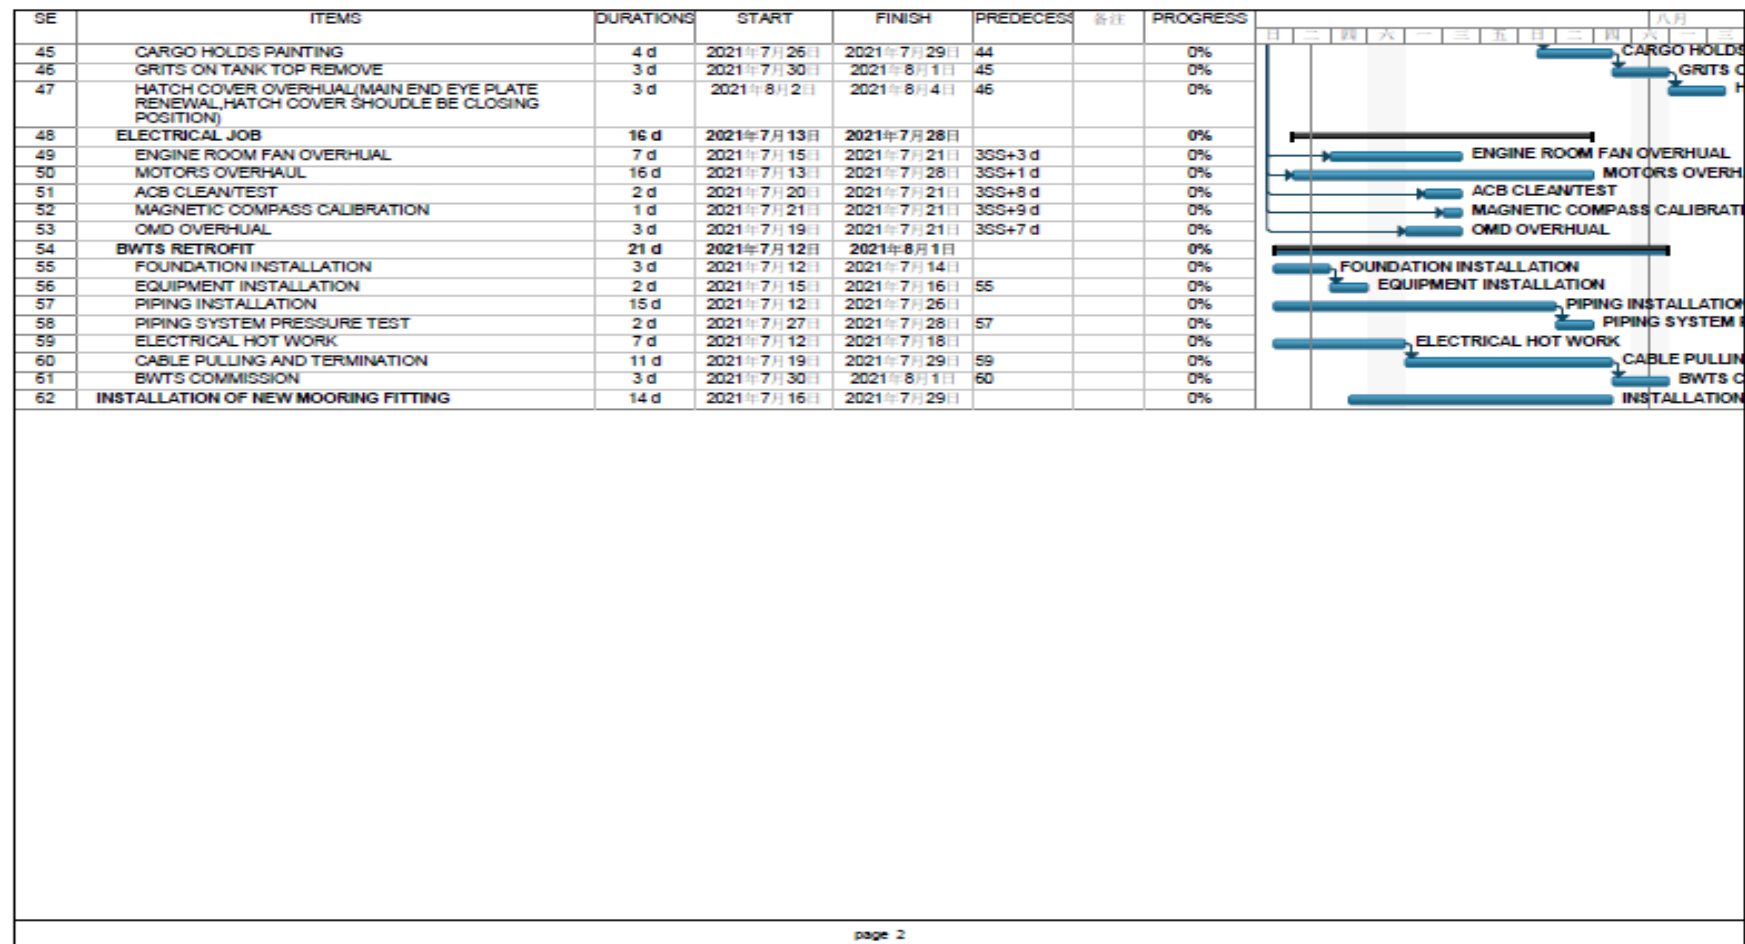 SE ITEMS DURATIONS START FINISH PREDECESS 备注 PROGRESS 八月
日 二 四 六 一 三 五 日 二 四 六 一 三
45 CARGO HOLDS PAINTING 4 d 2021年7月26日 2021年7月29日 44 0% CARGO HOLDS
46 GRITS ON TANK TOP REMOVE 3 d 2021年7月30日 2021年8月1日 45 0% GRITS
47 HATCH COVER OVERHUAL(MAIN END EYE PLATE 3 d 2021年8月2日 2021年8月4日 46 0% H
RENEWAL,HATCH COVER SHOUDLE BE CLOSING
POSITION)
48 ELECTRICAL JOB 16 d 2021年7月13日 2021年7月28日 0%
49 ENGINE ROOM FAN OVERHUAL 7 d 2021年7月15日 2021年7月21日 3SS+3 d 0% ENGINE ROOM FAN OVERHUAL
50 MOTORS OVERHAUL 16 d 2021年7月13日 2021年7月28日 3SS+1 d 0% MOTORS OVERH
51 ACB CLEAN/TEST 2 d 2021年7月20日 2021年7月21日 3SS+8 d 0% ACB CLEAN/TEST
52 MAGNETIC COMPASS CALIBRATION 1 d 2021年7月21日 2021年7月21日 3SS+9 d 0% MAGNETIC COMPASS CALIBRATI
53 OMD OVERHUAL 3 d 2021年7月19日 2021年7月21日 3SS+7 d 0% OMD OVERHUAL
54 BWTS RETROFIT 21 d 2021年7月12日 2021年8月1日 0%
55 FOUNDATION INSTALLATION 3 d 2021年7月12日 2021年7月14日 0% FOUNDATION INSTALLATION
56 EQUIPMENT INSTALLATION 2 d 2021年7月15日 2021年7月16日 55 0% EQUIPMENT INSTALLATION
57 PIPING INSTALLATION 15 d 2021年7月12日 2021年7月26日 0% PIPING INSTALLATION
58 PIPING SYSTEM PRESSURE TEST 2 d 2021年7月27日 2021年7月28日 57 0% PIPING SYSTEM
59 ELECTRICAL HOT WORK 7 d 2021年7月12日 2021年7月18日 0% ELECTRICAL HOT WORK
60 CABLE PULLING AND TERMINATION 11 d 2021年7月19日 2021年7月29日 59 0% CABLE PULLIN
61 BWTS COMMISSION 3 d 2021年7月30日 2021年8月1日 60 0% BWTS C
62 INSTALLATION OF NEW MOORING FITTING 14 d 2021年7月16日 2021年7月29日 0% INSTALLATION
page 2